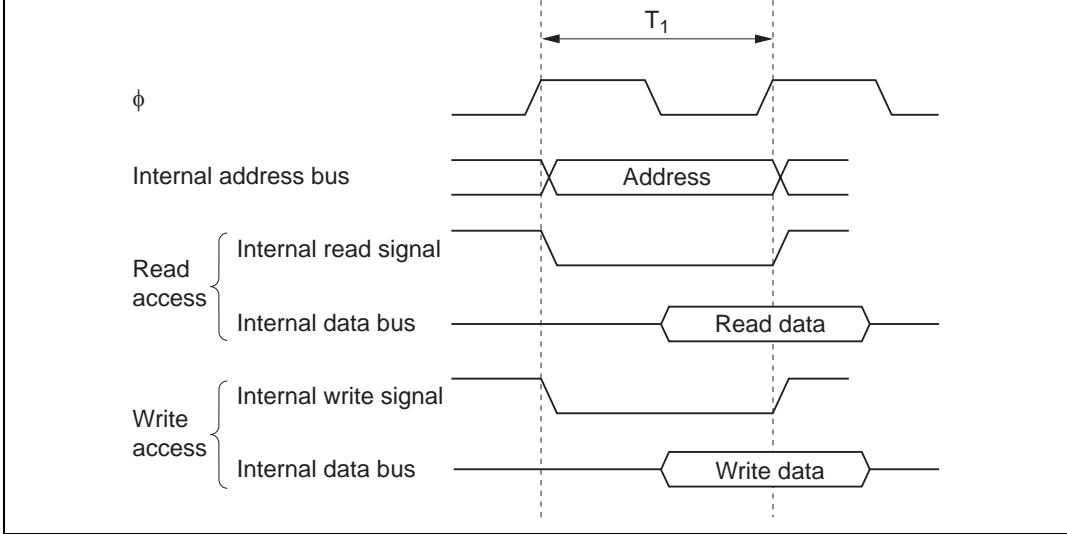 T₁
ϕ
Internal address bus
Address
Read
access
Internal read signal
Internal data bus
Read data
Write
access
Internal write signal
Internal data bus
Write data